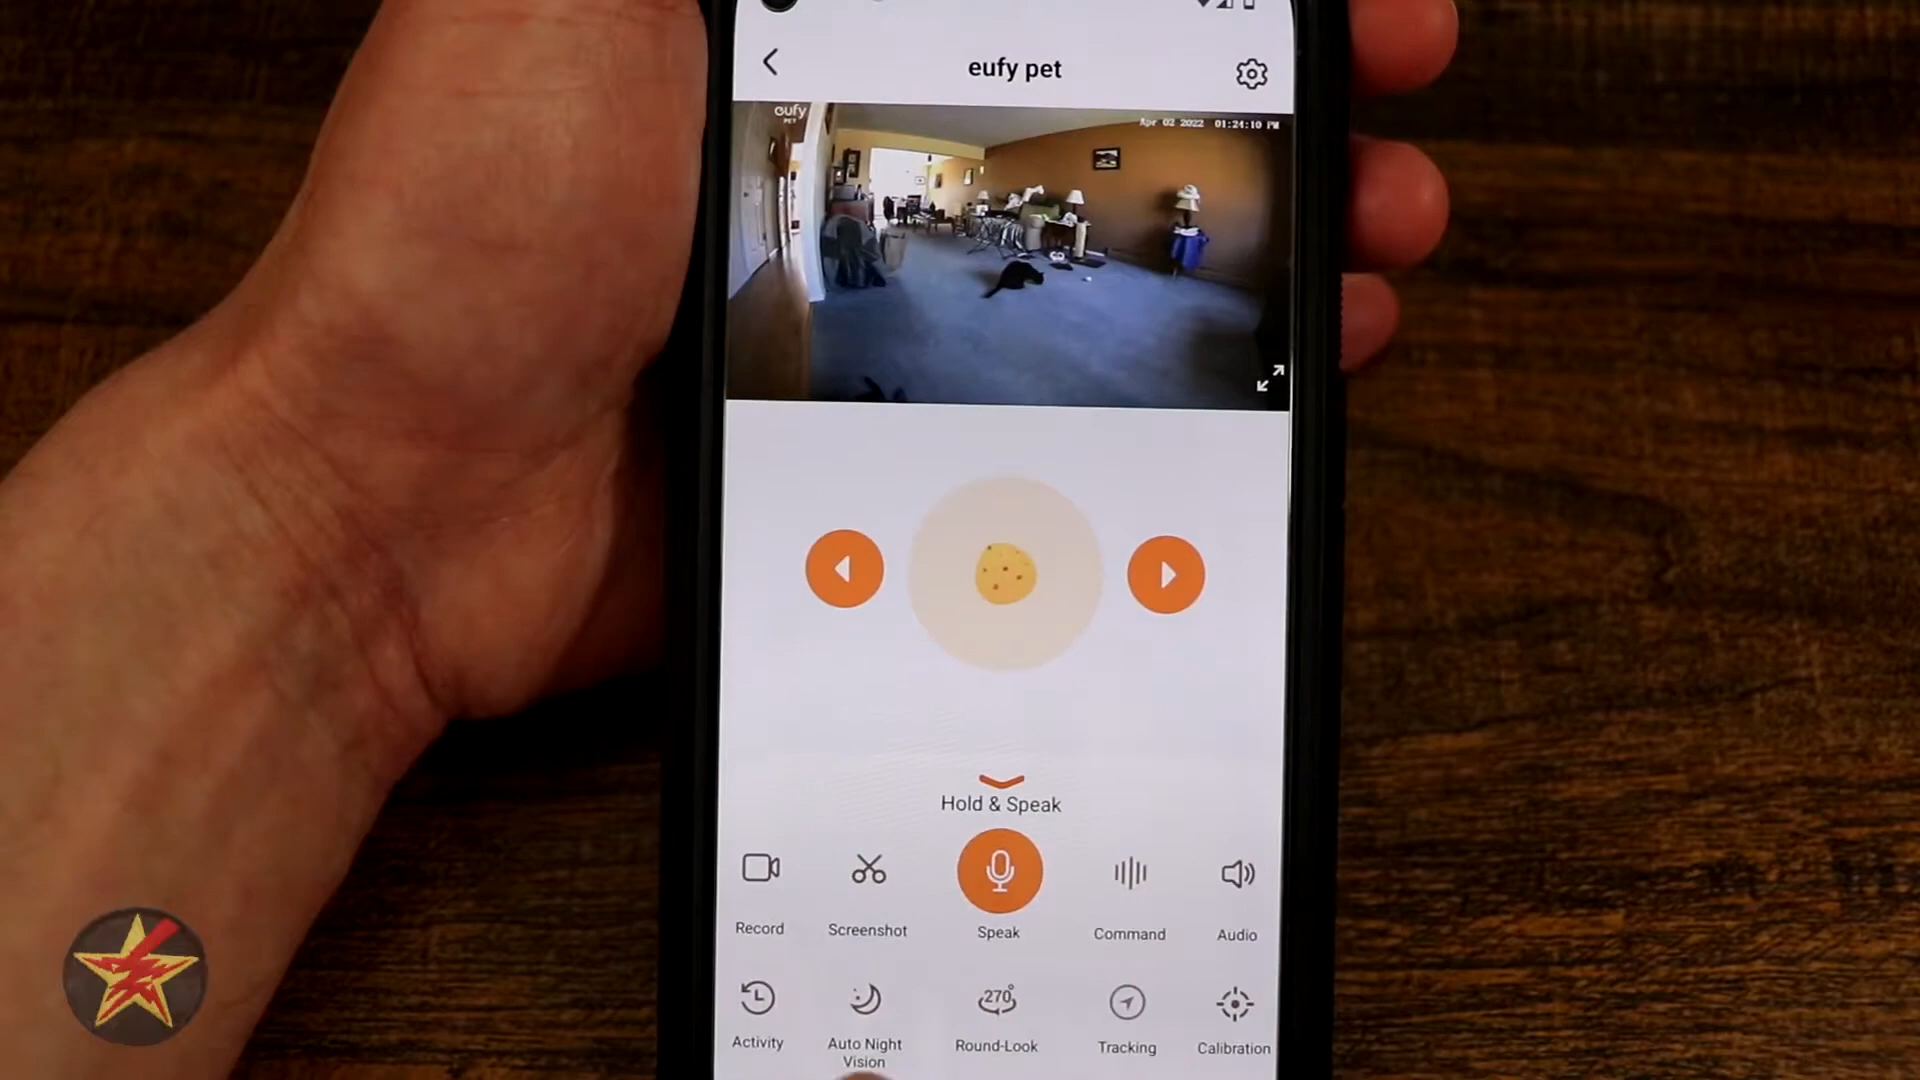 eufy pet
eufy
PET
Apr 02 2022 01:24:10 PM
Hold & Speak
Record
Screenshot
Speak
Command
Audio
270°
Activity
Auto Night
Vision
Round-Look
Tracking
Calibration